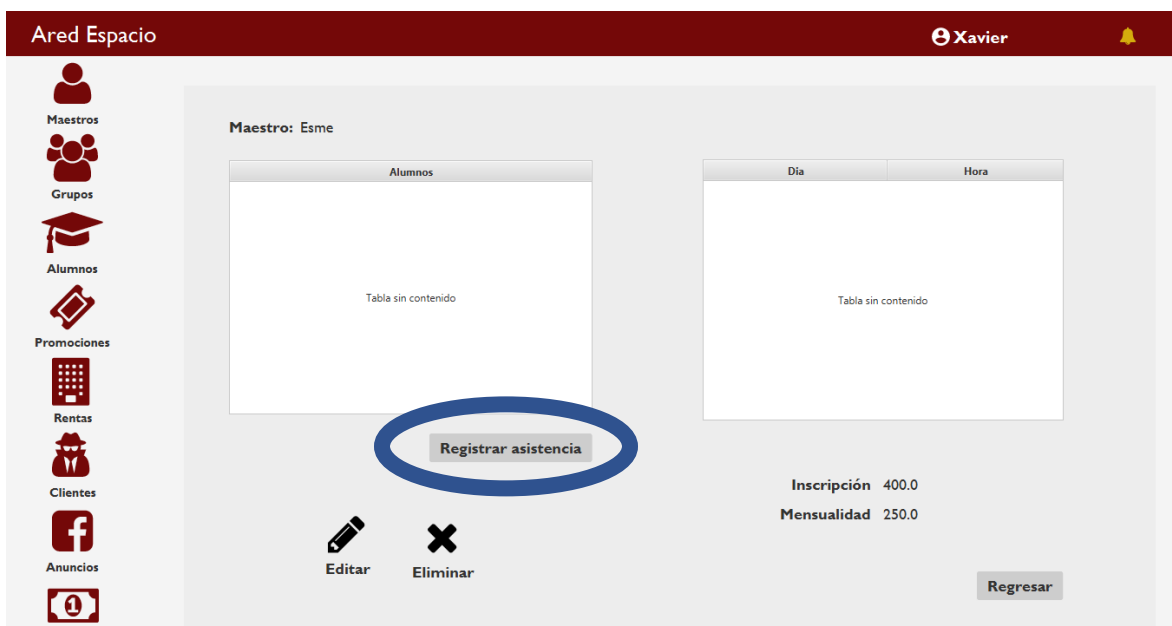 Ared Espacio
Xavier
Maestros
Grupos
Alumnos
Promociones
Rentas
Clientes
Anuncios
1
Maestro: Esme
Alumnos
Tabla sin contenido
Registrar asistencia
Editar
Eliminar
Día Hora
Tabla sin contenido
Inscripción 400.0
Mensualidad 250.0
Regresar